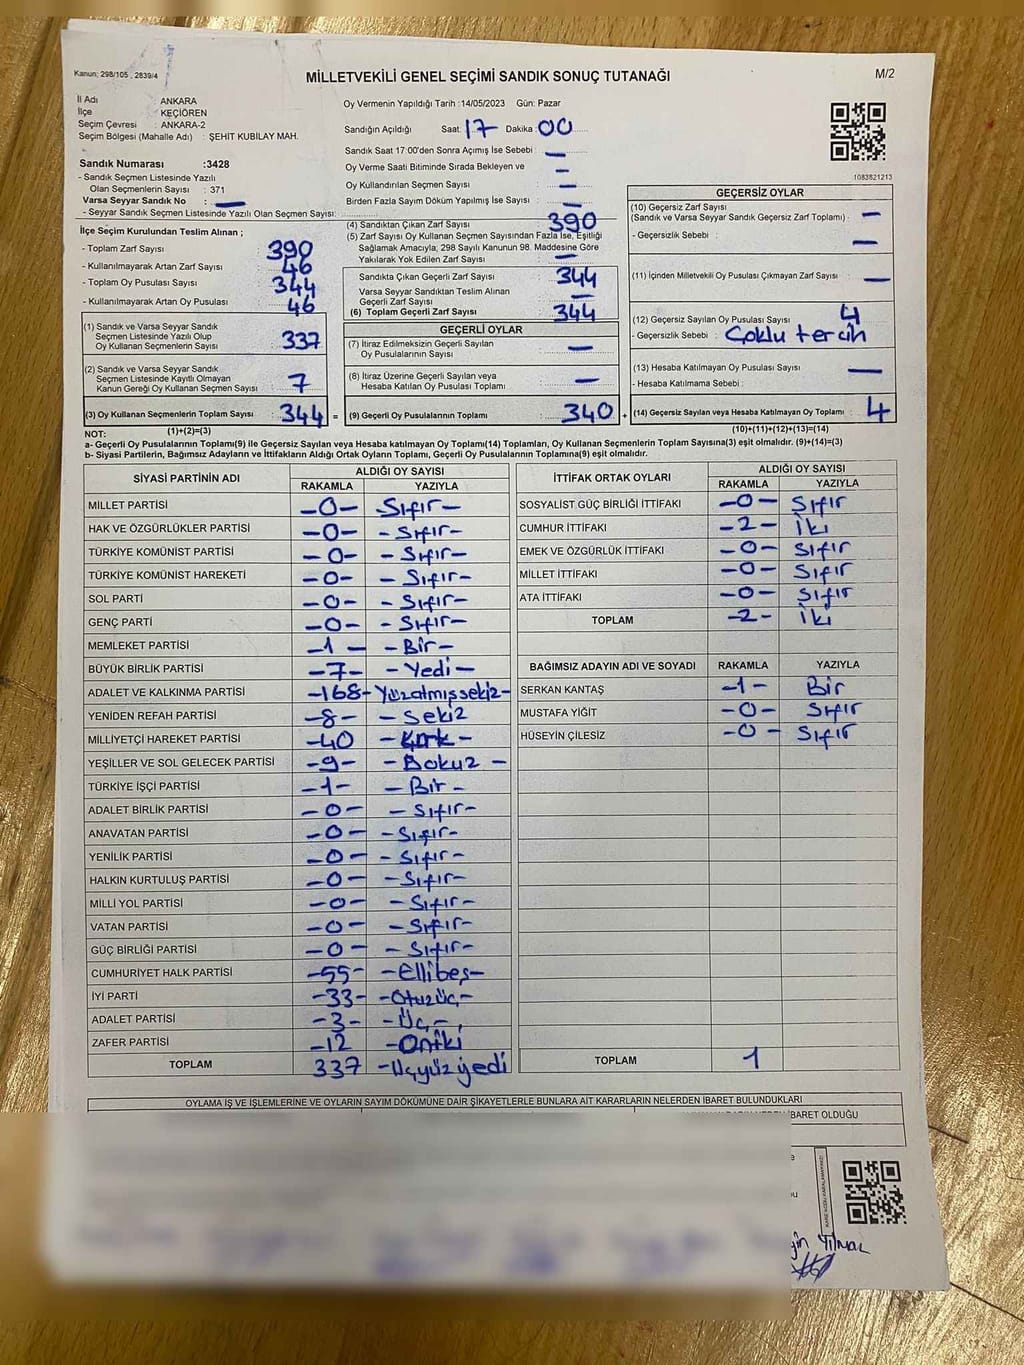 Kanun: 298/105 , 2839/4
MİLLETVEKİLİ GENEL SEÇİMİ SANDIK SONUÇ TUTANAĞI
M/2
İl Adı : ANKARA
İlçe : KEÇİÖREN
Seçim Çevresi : ANKARA-2
Seçim Bölgesi (Mahalle Adı) : ŞEHİT KUBİLAY MAH.
Sandık Numarası :3428
- Sandık Seçmen Listesinde Yazılı
Olan Seçmenlerin Sayısı : 371
Varsa Seyyar Sandık No : —
- Seyyar Sandık Seçmen Listesinde Yazılı Olan Seçmen Sayısı:
Oy Vermenin Yapıldığı Tarih :14/05/2023 Gün: Pazar
Sandığın Açıldığı Saat: 17 Dakika: 00
Sandık Saat 17:00'den Sonra Açımış İse Sebebi : —
Oy Verme Saati Bitiminde Sırada Bekleyen ve : —
Oy Kullandırılan Seçmen Sayısı : —
Birden Fazla Sayım Döküm Yapılmış İse Sayısı : —
1083821213
İlçe Seçim Kurulundan Teslim Alınan ;
- Toplam Zarf Sayısı : 390
- Kullanılmayarak Artan Zarf Sayısı : 46
- Toplam Oy Pusulası Sayısı : 344
- Kullanılmayarak Artan Oy Pusulası : 46
(1) Sandık ve Varsa Seyyar Sandık
Seçmen Listesinde Yazılı Olup
Oy Kullanan Seçmenlerin Sayısı : 337
(2) Sandık ve Varsa Seyyar Sandık
Seçmen Listesinde Kayıtlı Olmayan
Kanun Gereği Oy Kullanan Seçmen Sayısı : 7
(3) Oy Kullanan Seçmenlerin Toplam Sayısı : 344 =
(1)+(2)=(3)
(4) Sandıktan Çıkan Zarf Sayısı : 390
(5) Zarf Sayısı Oy Kullanan Seçmen Sayısından Fazla İse, Eşitliği
Sağlamak Amacıyla; 298 Sayılı Kanunun 98. Maddesine Göre
Yakılarak Yok Edilen Zarf Sayısı : —
Sandıkta Çıkan Geçerli Zarf Sayısı : 344
Varsa Seyyar Sandıktan Teslim Alınan
Geçerli Zarf Sayısı : —
(6) Toplam Geçerli Zarf Sayısı : 344
GEÇERLİ OYLAR
(7) İtiraz Edilmeksizin Geçerli Sayılan
Oy Pusulalarının Sayısı : —
(8) İtiraz Üzerine Geçerli Sayılan veya
Hesaba Katılan Oy Pusulası Toplamı : —
(9) Geçerli Oy Pusulalarının Toplamı : 340 +
GEÇERSİZ OYLAR
(10) Geçersiz Zarf Sayısı
(Sandık ve Varsa Seyyar Sandık Geçersiz Zarf Toplamı) : —
- Geçersizlik Sebebi : —
(11) İçinden Milletvekili Oy Pusulası Çıkmayan Zarf Sayısı : —
(12) Geçersiz Sayılan Oy Pusulası Sayısı : 4
- Geçersizlik Sebebi : Çoklu tercih
(13) Hesaba Katılmayan Oy Pusulası Sayısı : —
- Hesaba Katılmama Sebebi :
(14) Geçersiz Sayılan veya Hesaba Katılmayan Oy Toplamı : 4
(10)+(11)+(12)+(13)=(14)
NOT:
a- Geçerli Oy Pusulalarının Toplamı(9) ile Geçersiz Sayılan veya Hesaba katılmayan Oy Toplamı(14) Toplamları, Oy Kullanan Seçmenlerin Toplam Sayısına(3) eşit olmalıdır. (9)+(14)=(3)
b- Siyasi Partilerin, Bağımsız Adayların ve İttifakların Aldığı Ortak Oyların Toplamı, Geçerli Oy Pusulalarının Toplamına(9) eşit olmalıdır.
SİYASİ PARTİNİN ADI ALDIĞI OY SAYISI
RAKAMLA YAZIYLA
MİLLET PARTİSİ -0- Sıfır-
HAK VE ÖZGÜRLÜKLER PARTİSİ -0- -Sıfır-
TÜRKİYE KOMÜNİST PARTİSİ -0- -Sıfır-
TÜRKİYE KOMÜNİST HAREKETİ -0- -Sıfır-
SOL PARTİ -0- -Sıfır-
GENÇ PARTİ -0- -Sıfır-
MEMLEKET PARTİSİ -1- -Bir-
BÜYÜK BİRLİK PARTİSİ -7- -Yedi-
ADALET VE KALKINMA PARTİSİ -168- Yüzatmışsekiz-
YENİDEN REFAH PARTİSİ -8- -Sekiz
MİLLİYETÇİ HAREKET PARTİSİ -40 -Kırk-
YEŞİLLER VE SOL GELECEK PARTİSİ -9- -Dokuz-
TÜRKİYE İŞÇİ PARTİSİ -1- -Bir-
ADALET BİRLİK PARTİSİ -0- -Sıfır-
ANAVATAN PARTİSİ -0- -Sıfır-
YENİLİK PARTİSİ -0- -Sıfır-
HALKIN KURTULUŞ PARTİSİ -0- -Sıfır-
MİLLİ YOL PARTİSİ -0- -Sıfır-
VATAN PARTİSİ -0- -Sıfır-
GÜÇ BİRLİĞİ PARTİSİ -0- -Sıfır-
CUMHURİYET HALK PARTİSİ -55- -Ellibeş-
İYİ PARTİ -33- -Otuzüç-
ADALET PARTİSİ -3- -Üç-
ZAFER PARTİSİ -12 -Oniki
TOPLAM 337 -Üçyüz yedi
İTTİFAK ORTAK OYLARI ALDIĞI OY SAYISI
RAKAMLA YAZIYLA
SOSYALİST GÜÇ BİRLİĞİ İTTİFAKI -0- Sıfır
CUMHUR İTTİFAKI -2- İki
EMEK VE ÖZGÜRLÜK İTTİFAKI -0- Sıfır
MİLLET İTTİFAKI -0- Sıfır
ATA İTTİFAKI -0- Sıfır
TOPLAM -2- İki
BAĞIMSIZ ADAYIN ADI VE SOYADI RAKAMLA YAZIYLA
SERKAN KANTAŞ -1- Bir
MUSTAFA YİĞİT -0- Sıfır
HÜSEYİN ÇİLESİZ -0- Sıfır
TOPLAM 1
OYLAMA İŞ VE İŞLEMLERİNE VE OYLARIN SAYIM DÖKÜMÜNE DAİR ŞİKAYETLERLE BUNLARA AİT KARARLARIN NELERDEN İBARET BULUNDUKLARI
İBARET OLDUĞU
Yılmaz